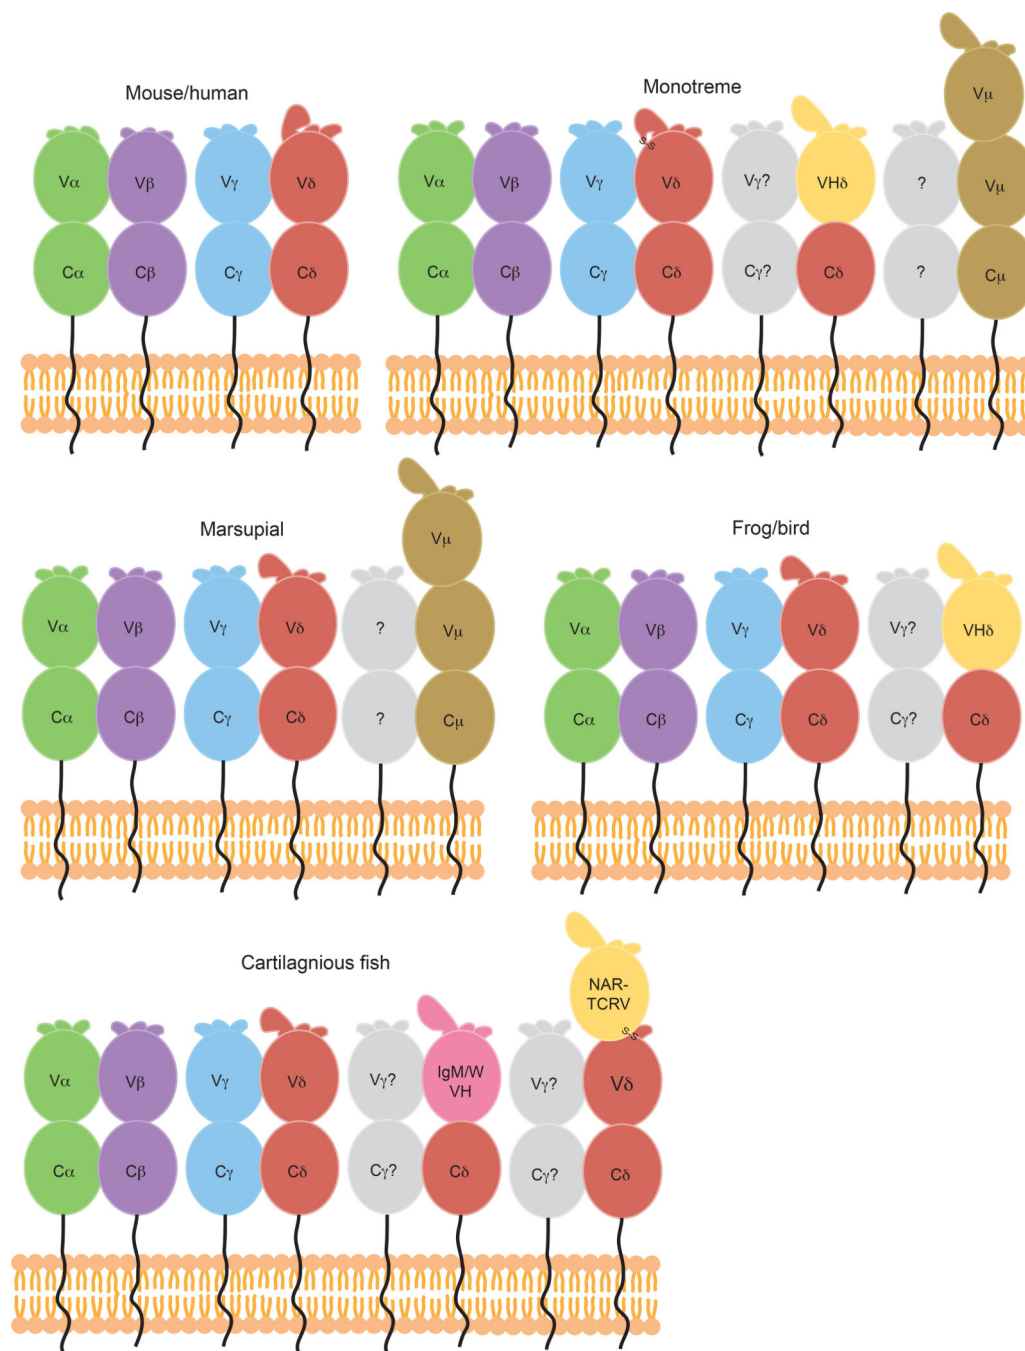 Mouse/human
Vα Vβ Vγ Vδ
Cα Cβ Cγ Cδ
Monotreme
Vμ
Vα Vβ Vγ S-S Vδ Vγ? VHδ ? Vμ
Cα Cβ Cγ Cδ Cγ? Cδ ? Cμ
Marsupial
Vμ
Vα Vβ Vγ Vδ ? Vμ
Cα Cβ Cγ Cδ ? Cμ
Frog/bird
Vα Vβ Vγ Vδ Vγ? VHδ
Cα Cβ Cγ Cδ Cγ? Cδ
Cartilagnious fish
NAR-
TCRV
S-S
Vα Vβ Vγ Vδ Vγ? IgM/W
VH
Vγ? Vδ
Cα Cβ Cγ Cδ Cγ? Cδ Cγ? Cδ